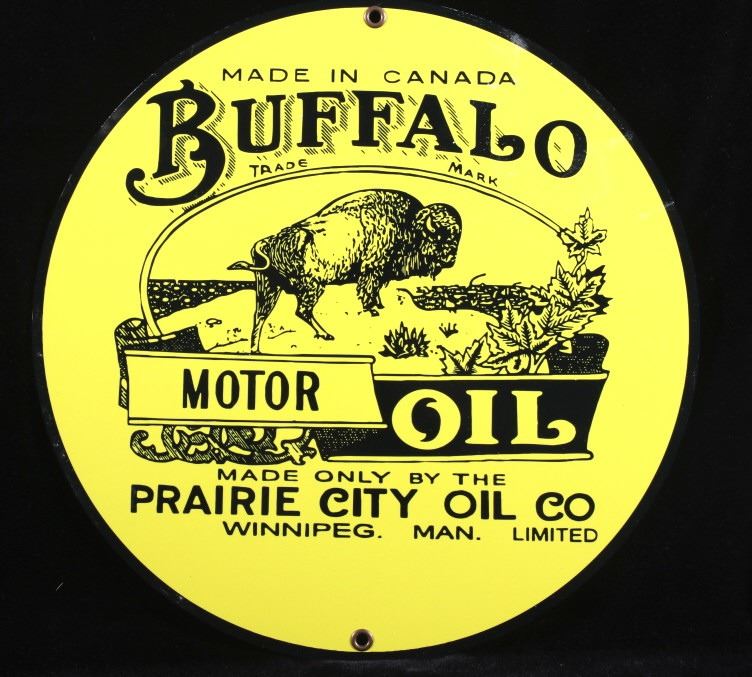 MADE IN CANADA
BUFFALO
TRADE MARK
MOTOR OIL
MADE ONLY BY THE
PRAIRIE CITY OIL CO
WINNIPEG. MAN. LIMITED